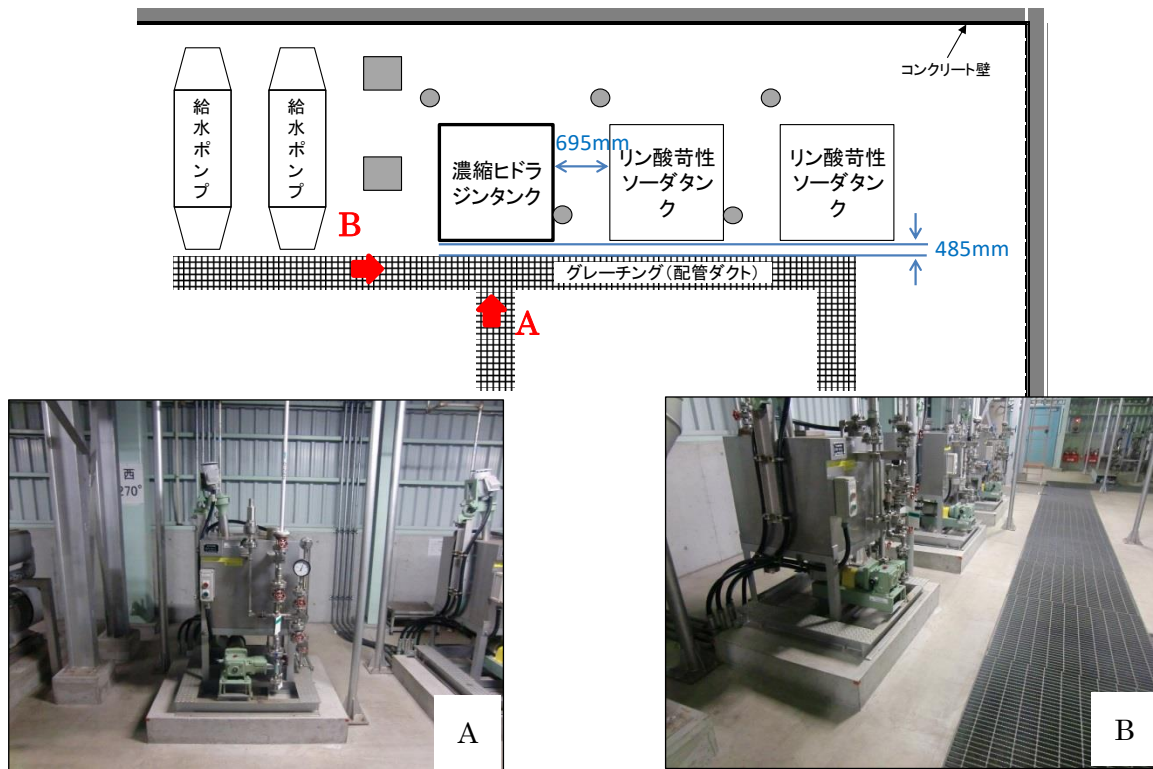 コンクリート壁
給水ポンプ
給水ポンプ
濃縮ヒドラ
ジンタンク
695mm
リン酸苛性
ソーダタン
ク
リン酸苛性
ソーダタン
ク
B
485mm
グレーチング（配管ダクト）
A
西
270°
A
B